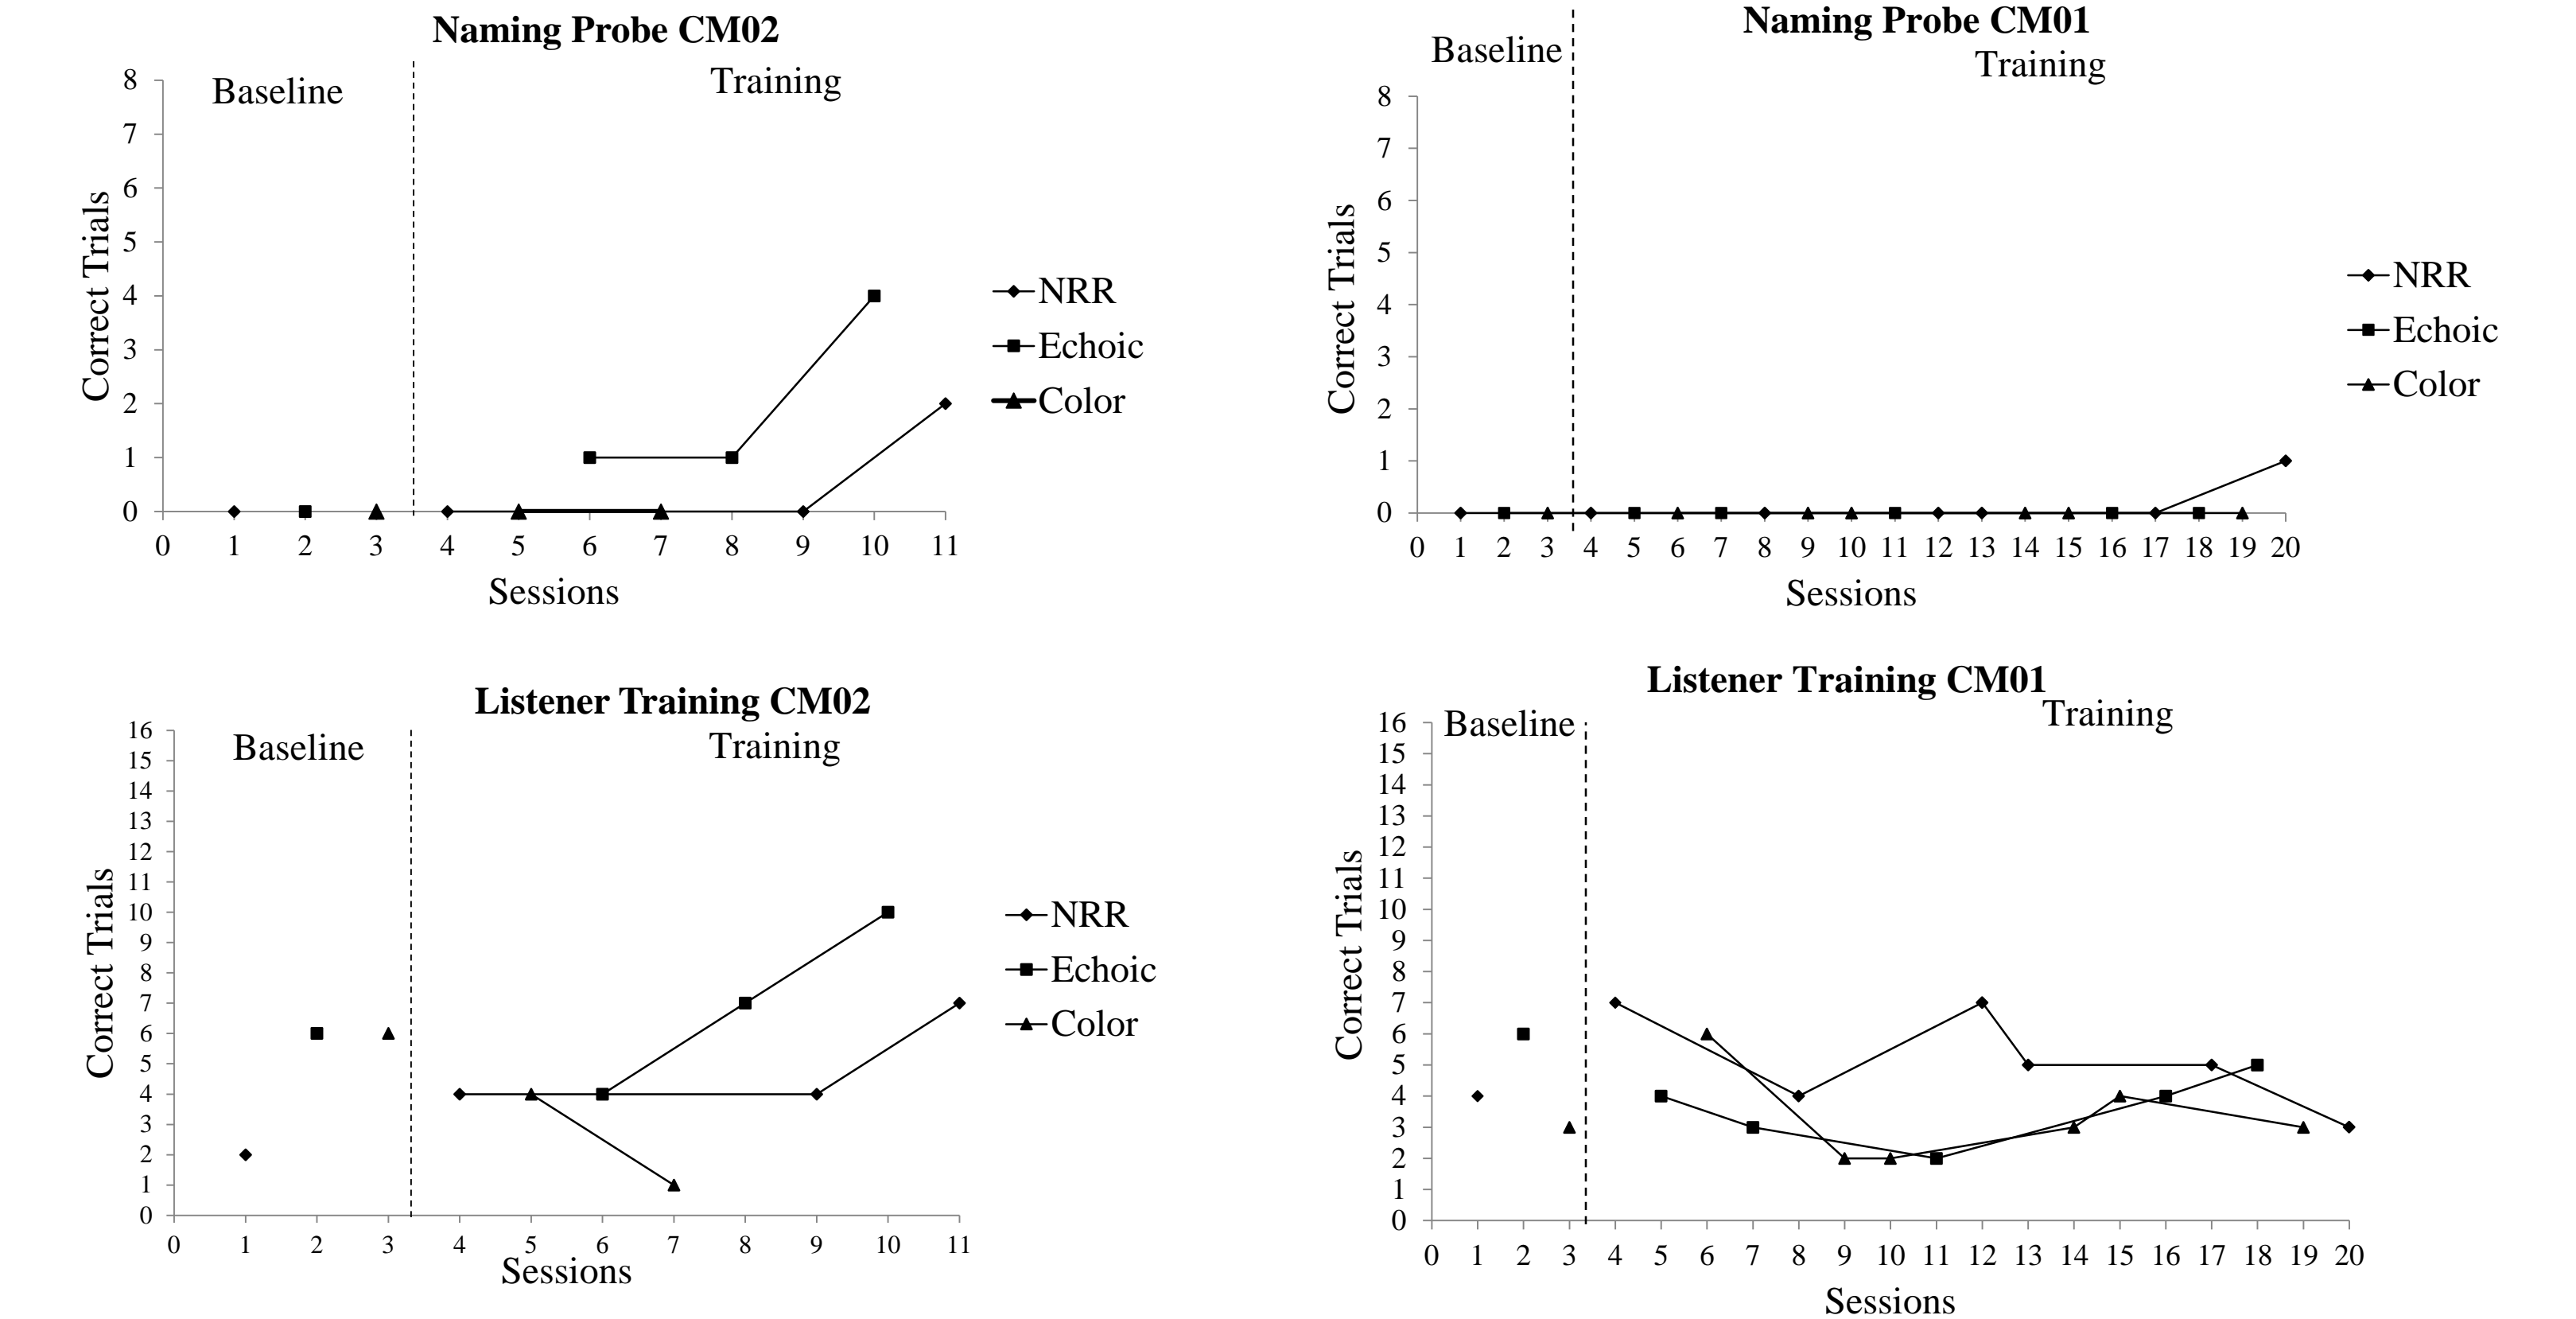 Naming Probe CM02
Baseline
Training
8
7
6
5
4
3
2
1
0
Correct Trials
0 1 2 3 4 5 6 7 8 9 10 11
Sessions
NRR
Echoic
Color
Naming Probe CM01
Baseline
Training
8
7
6
5
4
3
2
1
0
Correct Trials
0 1 2 3 4 5 6 7 8 9 10 11 12 13 14 15 16 17 18 19 20
Sessions
NRR
Echoic
Color
Listener Training CM02
Baseline
Training
16
15
14
13
12
11
10
9
8
7
6
5
4
3
2
1
0
Correct Trials
0 1 2 3 4 5 6 7 8 9 10 11
Sessions
NRR
Echoic
Color
Listener Training CM01
Baseline
Training
16
15
14
13
12
11
10
9
8
7
6
5
4
3
2
1
0
Correct Trials
0 1 2 3 4 5 6 7 8 9 10 11 12 13 14 15 16 17 18 19 20
Sessions